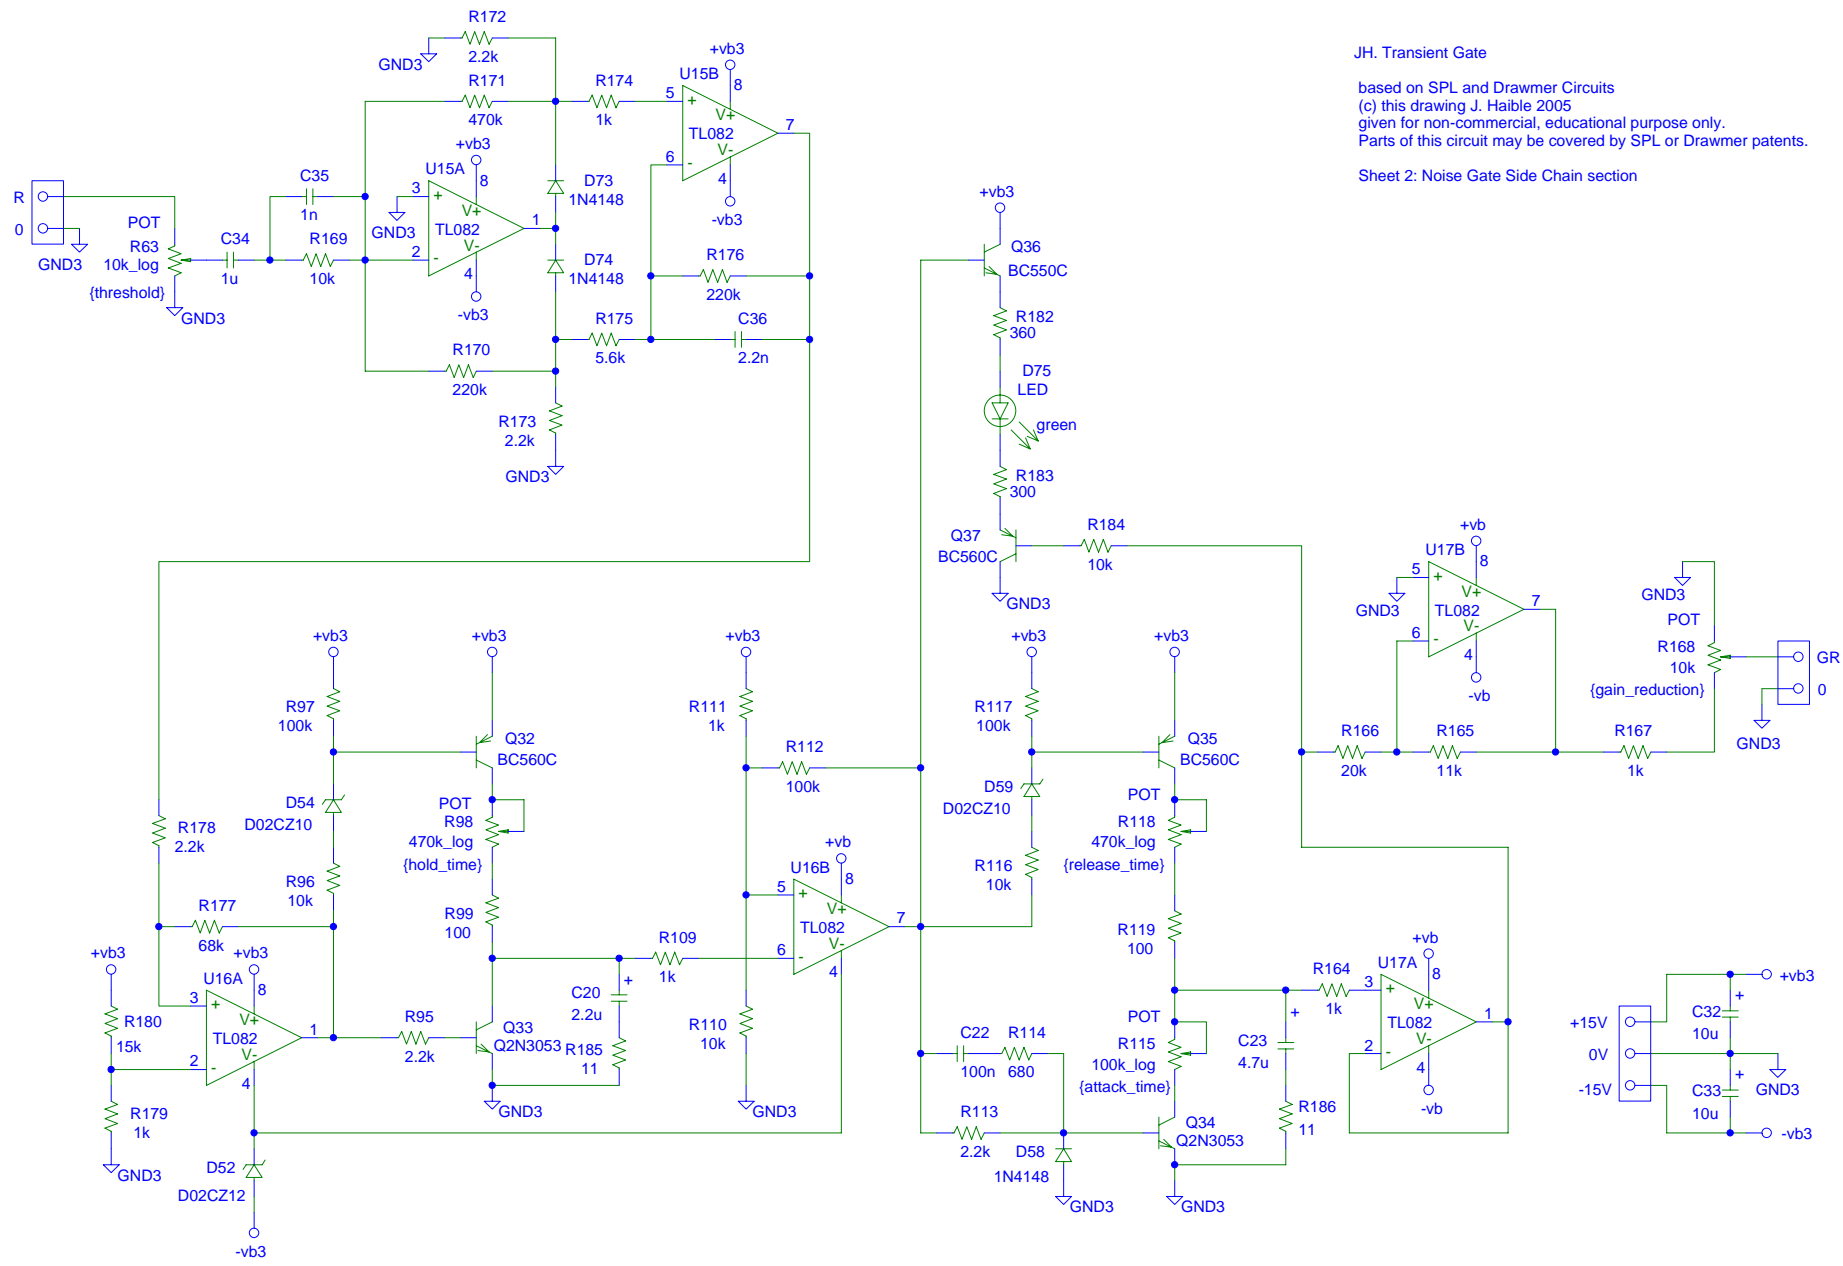 JH. Transient Gate
based on SPL and Drawmer Circuits
(c) this drawing J. Haible 2005
given for non-commercial, educational purpose only.
Parts of this circuit may be covered by SPL or Drawmer patents.
Sheet 2: Noise Gate Side Chain section
R172
2.2k
GND3
R171
470k
R174
1k
+vb3
U15B
8
5
+
V+
TL082
V-
7
6
-
4
-vb3
+vb3
U15A
8
3
+
V+
TL082
V-
1
2
-
4
-vb3
GND3
R
0
GND3
POT
R63
10k_log
{threshold}
GND3
C34
1u
C35
1n
R169
10k
D73
1N4148
D74
1N4148
R176
220k
R175
5.6k
C36
2.2n
R170
220k
R173
2.2k
GND3
+vb3
Q36
BC550C
R182
360
D75
LED
green
R183
300
Q37
BC560C
GND3
R184
10k
+vb
U17B
8
5
+
V+
TL082
V-
7
6
-
4
-vb
GND3
GND3
POT
R168
10k
{gain_reduction}
GR
0
GND3
R166
20k
R165
11k
R167
1k
+vb3
R97
100k
D54
D02CZ10
R96
10k
+vb3
Q32
BC560C
POT
R98
470k_log
{hold_time}
R99
100
R178
2.2k
R177
68k
+vb3
R180
15k
R179
1k
GND3
+vb3
U16A
8
3
+
V+
TL082
V-
1
2
-
4
D52
D02CZ12
-vb3
R95
2.2k
Q33
Q2N3053
GND3
+
C20
2.2u
R185
11
R109
1k
+vb3
R111
1k
R112
100k
R110
10k
GND3
+vb
U16B
8
5
+
V+
TL082
V-
7
6
-
4
+vb3
R117
100k
D59
D02CZ10
R116
10k
+vb3
Q35
BC560C
POT
R118
470k_log
{release_time}
R119
100
POT
R115
100k_log
{attack_time}
C22
100n
R114
680
R113
2.2k
D58
1N4148
GND3
Q34
Q2N3053
GND3
+
C23
4.7u
R186
11
R164
1k
+vb
U17A
8
3
+
V+
TL082
V-
1
2
-
4
-vb
+15V
0V
-15V
+
C32
10u
+
C33
10u
+vb3
GND3
-vb3